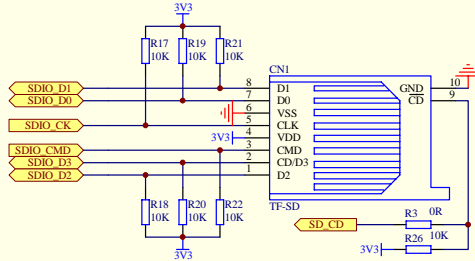 3V3
R17 R19 R21
10K 10K 10K
CN1
SDIO_D1 8 D1 GND 10
SDIO_D0 7 D0 CD 9
6 VSS
SDIO_CK 5 CLK
3V3 4 VDD
SDIO_CMD 3 CMD
SDIO_D3 2 CD/D3
SDIO_D2 1 D2
R18 R20 R22
10K 10K 10K
TF-SD
3V3
SD_CD R3 0R
3V3 R26 10K